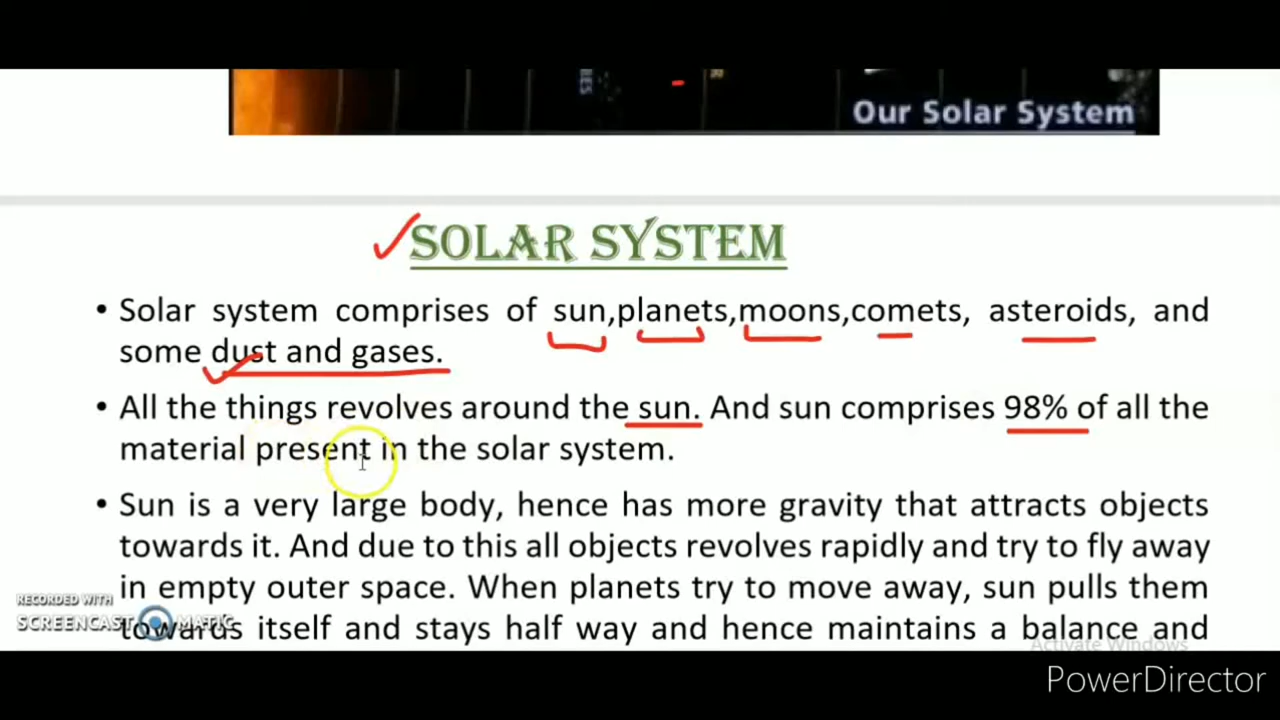 Our Solar System
SOLAR SYSTEM
• Solar system comprises of sun,planets,moons,comets, asteroids, and
some dust and gases.
• All the things revolves around the sun. And sun comprises 98% of all the
material present in the solar system.
• Sun is a very large body, hence has more gravity that attracts objects
towards it. And due to this all objects revolves rapidly and try to fly away
in empty outer space. When planets try to move away, sun pulls them
towards itself and stays half way and hence maintains a balance and
RECORDED WITH
SCREENCAST MATIC
Activate Windows
PowerDirector